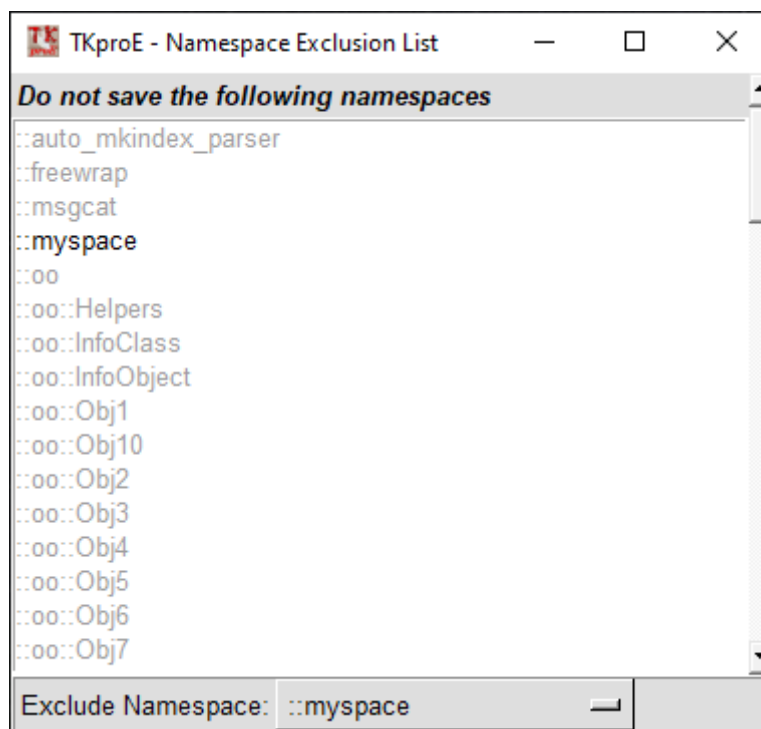 TKproE - Namespace Exclusion List
Do not save the following namespaces
::auto_mkindex_parser
::freewrap
::msgcat
::myspace
::oo
::oo::Helpers
::oo::InfoClass
::oo::InfoObject
::oo::Obj1
::oo::Obj10
::oo::Obj2
::oo::Obj3
::oo::Obj4
::oo::Obj5
::oo::Obj6
::oo::Obj7
Exclude Namespace: ::myspace